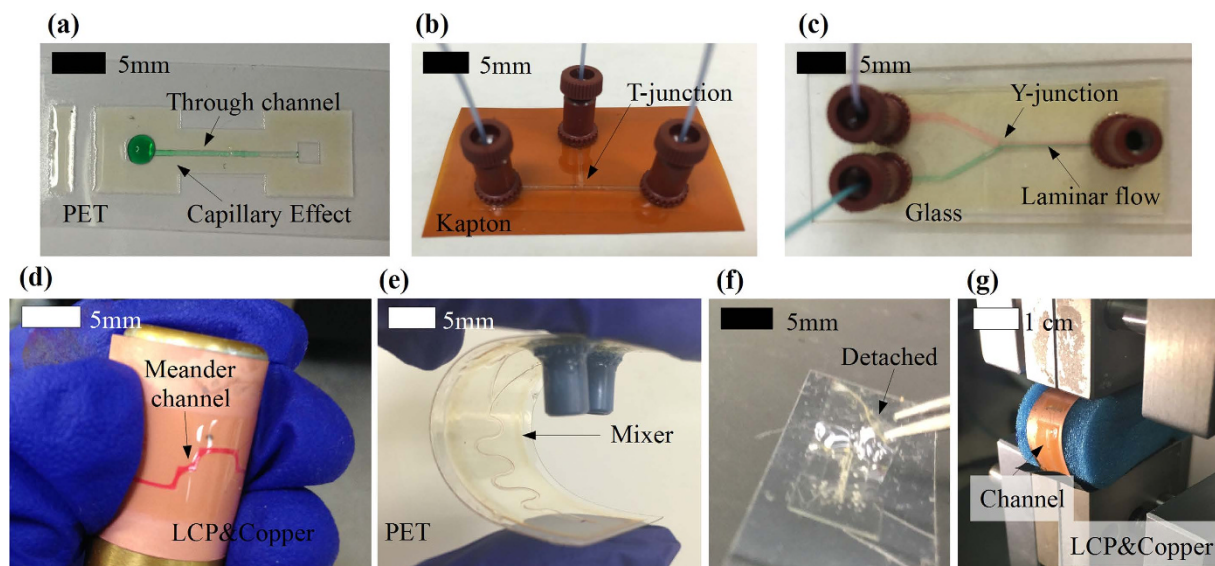 (a)
5mm
Through channel
PET
Capillary Effect
(b)
5mm
T-junction
Kapton
(c)
5mm
Y-junction
Glass
Laminar flow
(d)
5mm
Meander
channel
LCP&Copper
(e)
5mm
Mixer
PET
(f)
5mm
Detached
(g)
1 cm
Channel
LCP&Copper